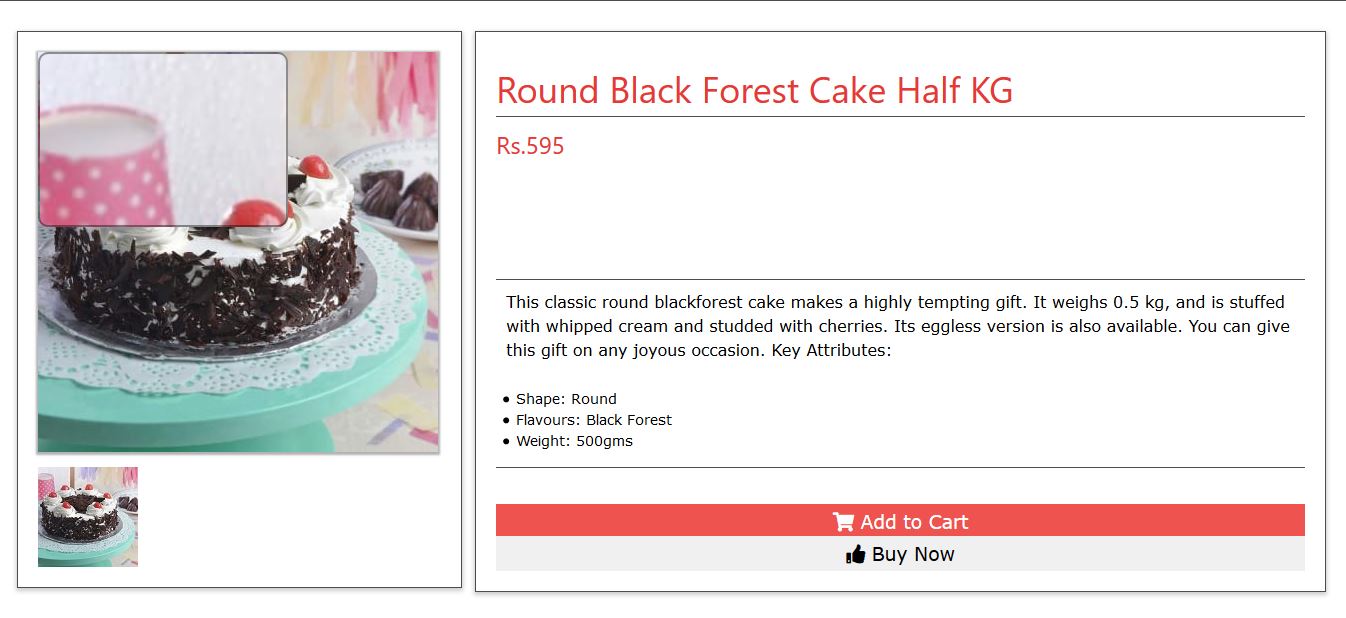 Round Black Forest Cake Half KG
Rs.595
This classic round blackforest cake makes a highly tempting gift. It weighs 0.5 kg, and is stuffed
with whipped cream and studded with cherries. Its eggless version is also available. You can give
this gift on any joyous occasion. Key Attributes:
• Shape: Round
• Flavours: Black Forest
• Weight: 500gms
Add to Cart
Buy Now